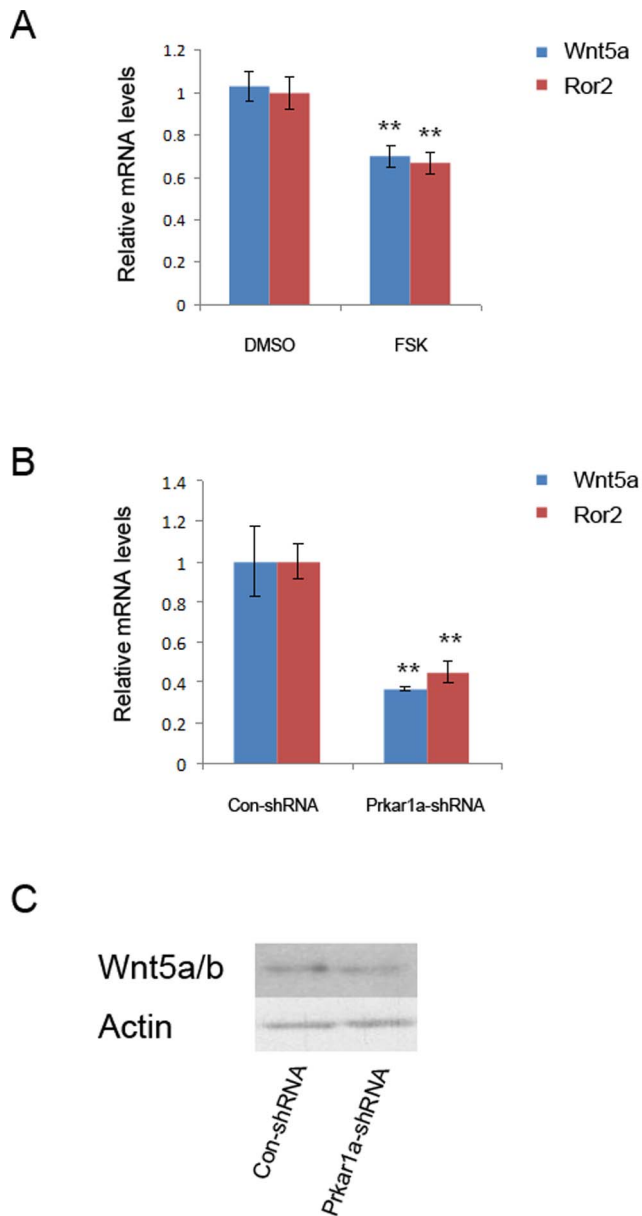 A
Relative mRNA levels
1.2
1
0.8
0.6
0.4
0.2
0
** **
DMSO FSK
Wnt5a
Ror2
B
Relative mRNA levels
1.4
1.2
1
0.8
0.6
0.4
0.2
0
** **
Con-shRNA Prkar1a-shRNA
Wnt5a
Ror2
C
Wnt5a/b
Actin
Con-shRNA
Prkar1a-shRNA